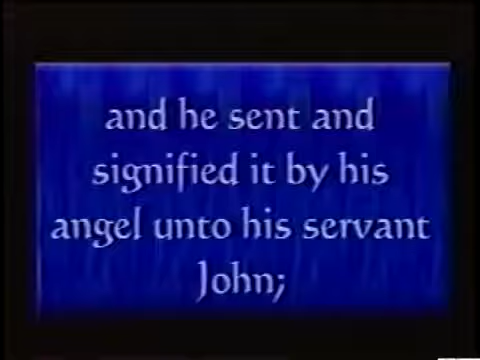 and he sent and
signified it by his
angel unto his servant
John;